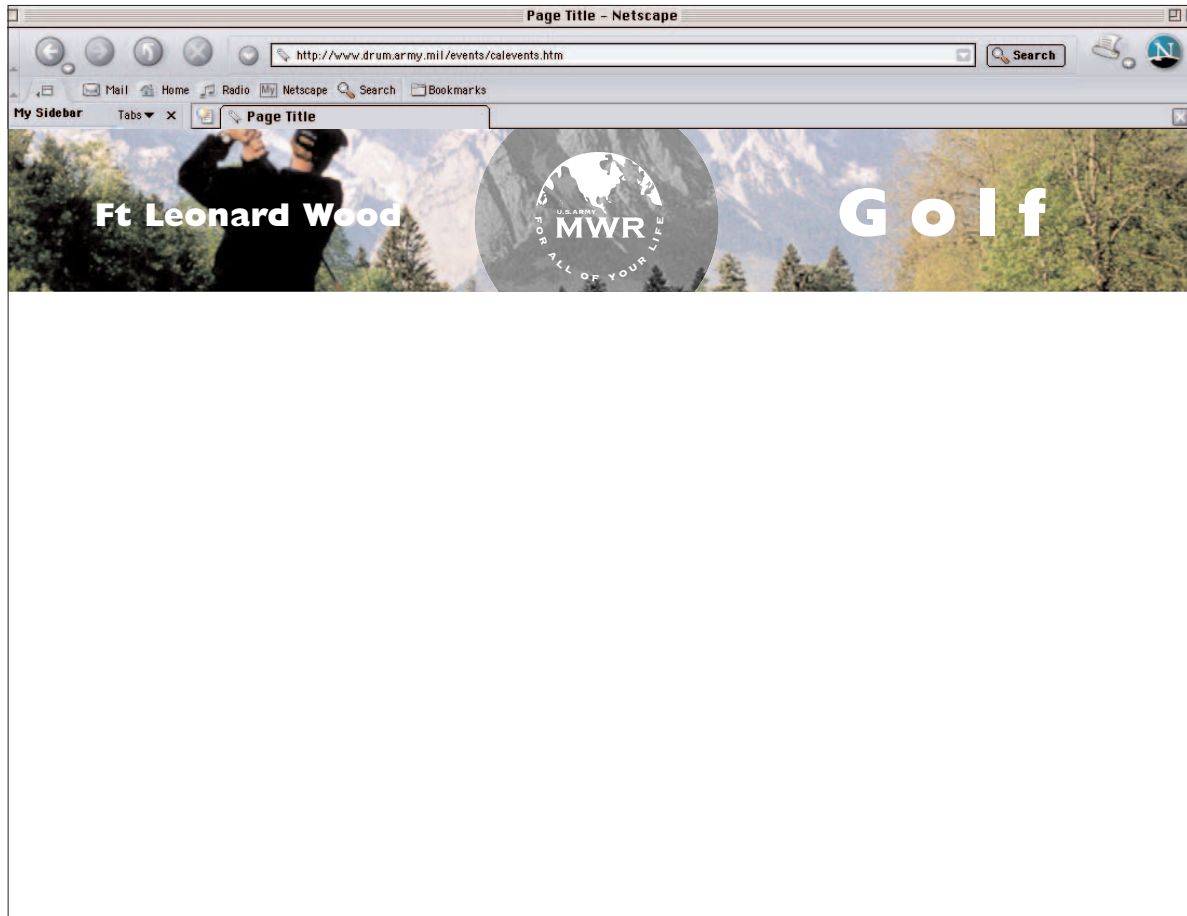 Page Title - Netscape
http://www.drum.army.mil/events/calevents.htm
Search
Mail Home Radio My Netscape Search Bookmarks
My Sidebar Tabs Page Title
Ft Leonard Wood
U.S.ARMY
MWR
FOR ALL OF YOUR LIFE
Golf
N